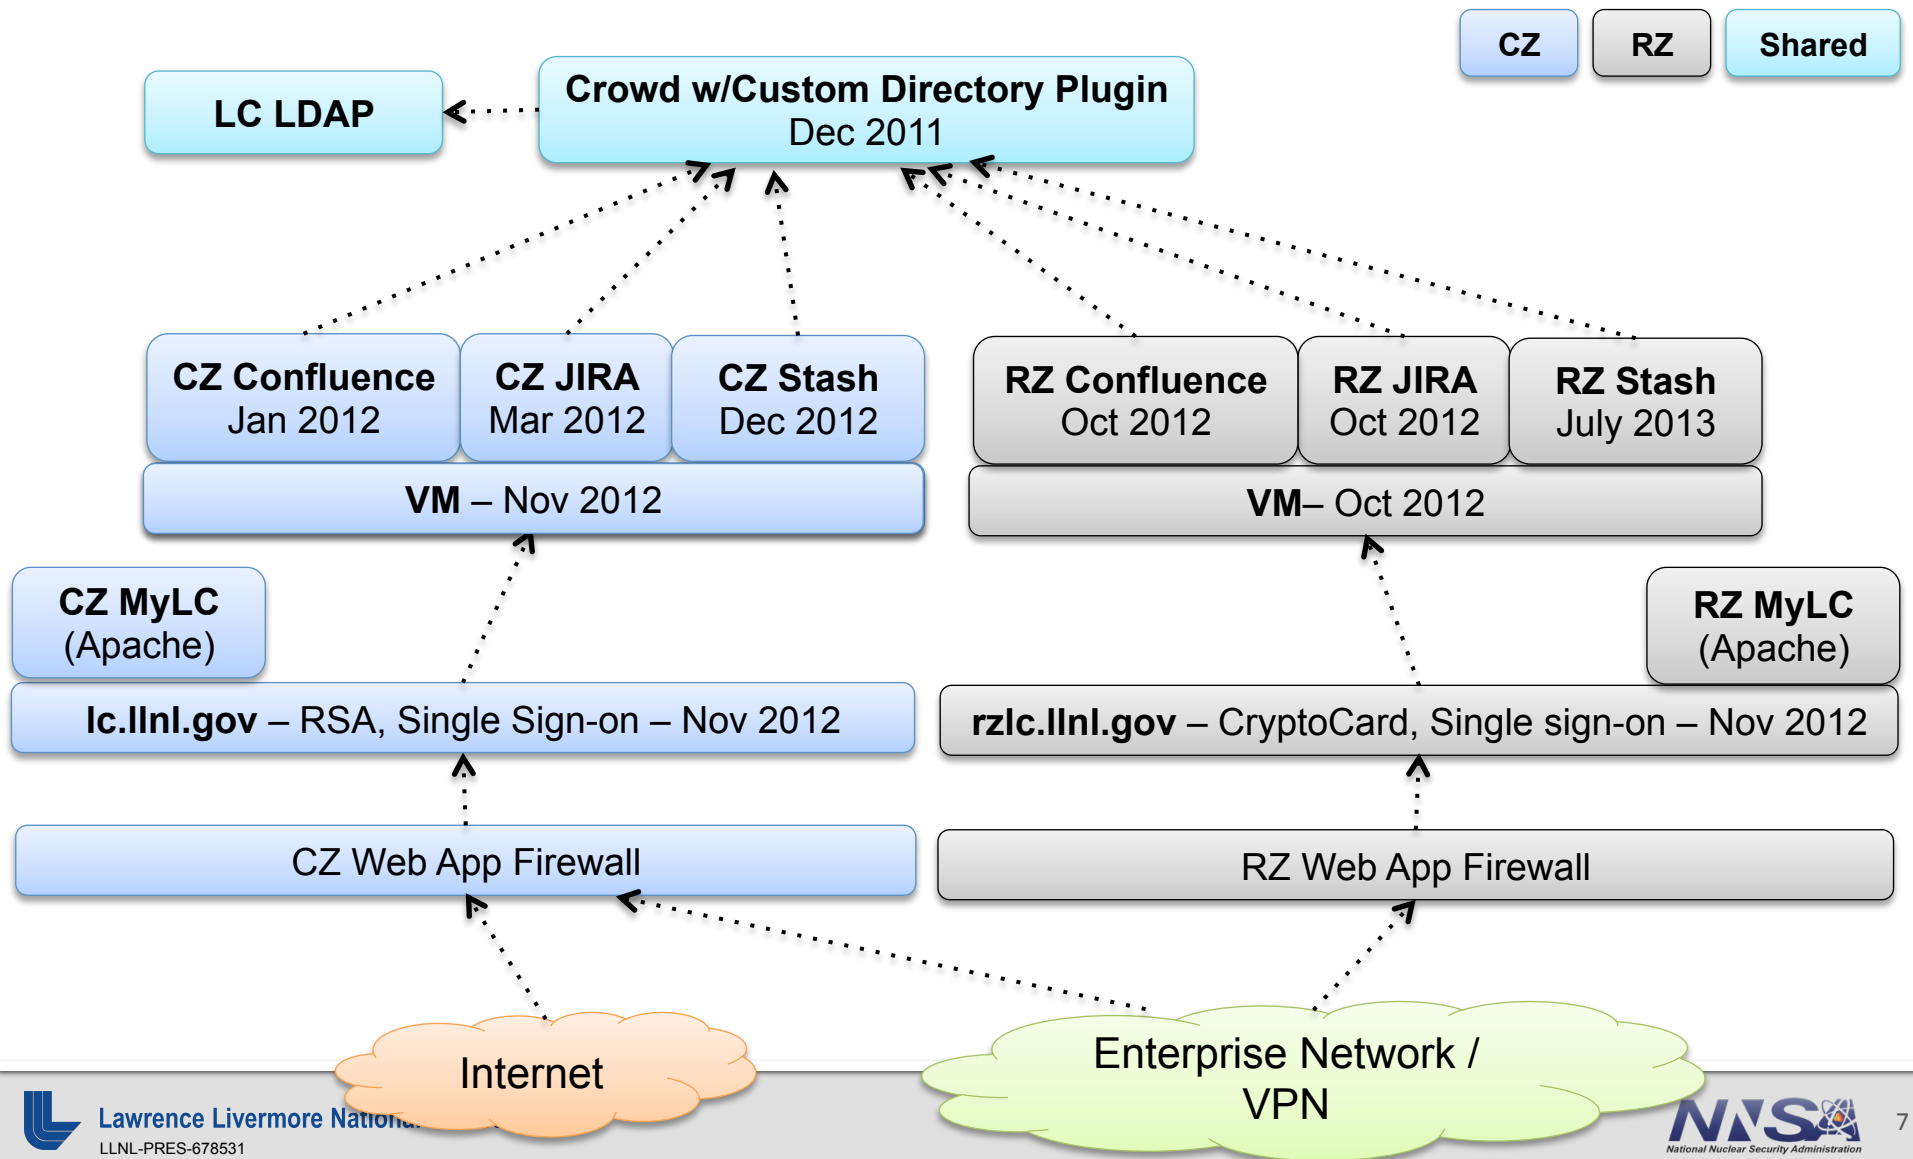 CZ
RZ
Shared
LC LDAP
Crowd w/Custom Directory Plugin
Dec 2011
CZ Confluence
Jan 2012
CZ JIRA
Mar 2012
CZ Stash
Dec 2012
RZ Confluence
Oct 2012
RZ JIRA
Oct 2012
RZ Stash
July 2013
VM – Nov 2012
VM– Oct 2012
CZ MyLC
(Apache)
RZ MyLC
(Apache)
lc.llnl.gov – RSA, Single Sign-on – Nov 2012
rzlc.llnl.gov – CryptoCard, Single sign-on – Nov 2012
CZ Web App Firewall
RZ Web App Firewall
Internet
Enterprise Network /
VPN
Lawrence Livermore
LLNL-PRES-678531
NNSA
National Nuclear Security Administration
7